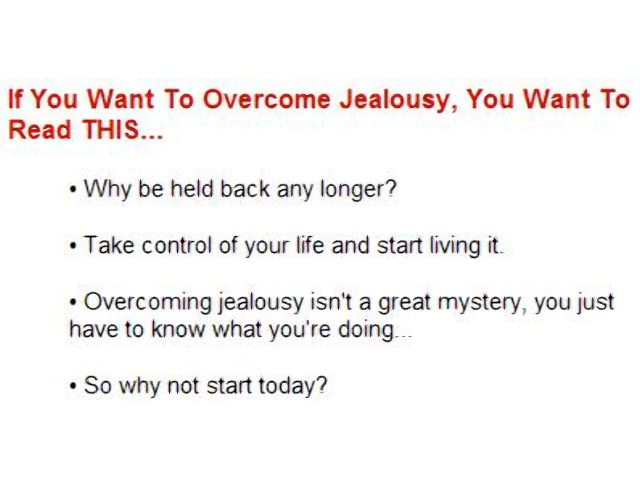 If You Want To Overcome Jealousy, You Want To
Read THIS...
• Why be held back any longer?
• Take control of your life and start living it.
• Overcoming jealousy isn't a great mystery, you just
have to know what you're doing...
• So why not start today?